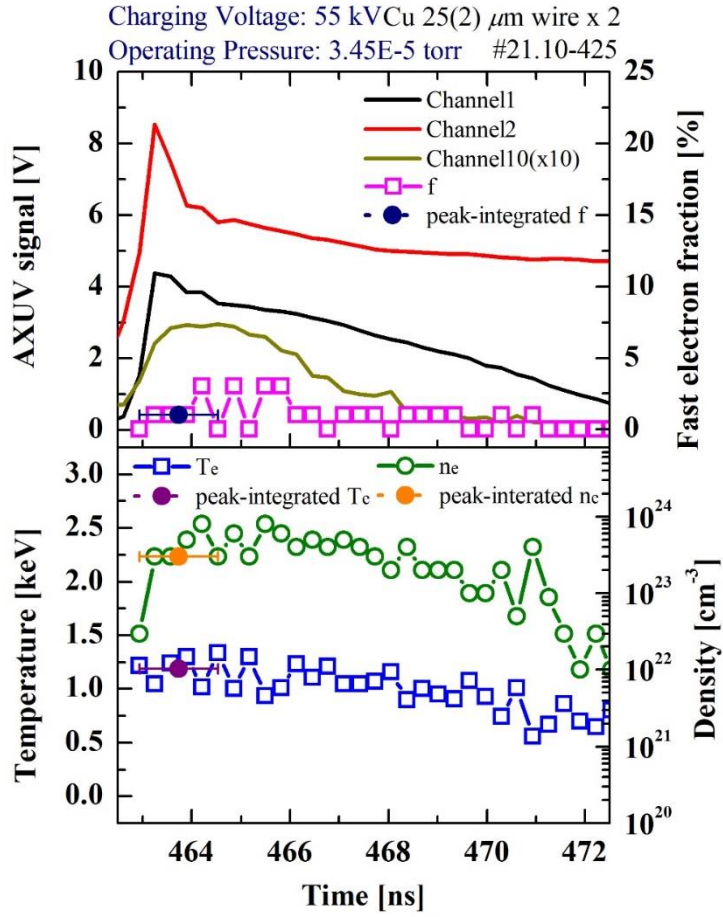 Charging Voltage: 55 kV Cu 25(2) μm wire x 2
Operating Pressure: 3.45E-5 torr #21.10-425
10
8
6
4
2
0
AXUV signal [V]
25
20
15
10
5
0
Fast electron fraction [%]
Channel1
Channel2
Channel10(x10)
f
peak-integrated f
3.0
2.5
2.0
1.5
1.0
0.5
0.0
Temperature [keV]
Te
ne
peak-integrated Te
peak-interated ne
10^24
10^23
10^22
10^21
10^20
Density [cm^-3]
464
466
468
470
472
Time [ns]